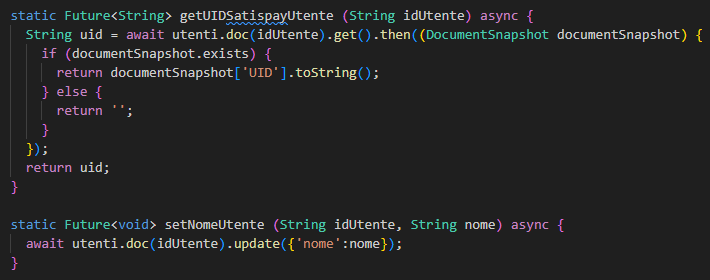 static Future<String> getUIDSatispayUtente (String idUtente) async {
  String uid = await utenti.doc(idUtente).get().then((DocumentSnapshot documentSnapshot) {
    if (documentSnapshot.exists) {
      return documentSnapshot['UID'].toString();
    } else {
      return '';
    }
  });
  return uid;
}

static Future<void> setNomeUtente (String idUtente, String nome) async {
  await utenti.doc(idUtente).update({'nome':nome});
}